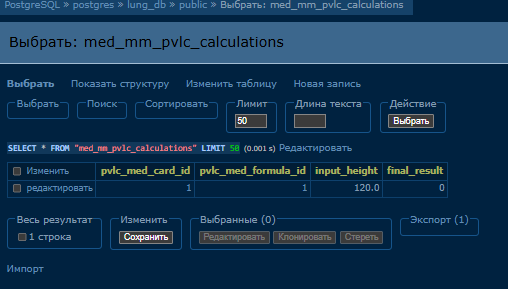 PostgreSQL » postgres » lung_db » public » Выбрать: med_mm_pvlc_calculations
Выбрать: med_mm_pvlc_calculations
Выбрать Показать структуру Изменить таблицу Новая запись
Выбрать Поиск Сортировать Лимит Длина текста Действие
50 Выбрать
SELECT * FROM "med_mm_pvlc_calculations" LIMIT 50 (0.001 s) Редактировать
Изменить pvlc_med_card_id pvlc_med_formula_id input_height final_result
редактировать 1 1 120.0 0
Весь результат Изменить Выбранные (0) Экспорт (1)
1 строка Сохранить Редактировать Клонировать Стереть
Импорт